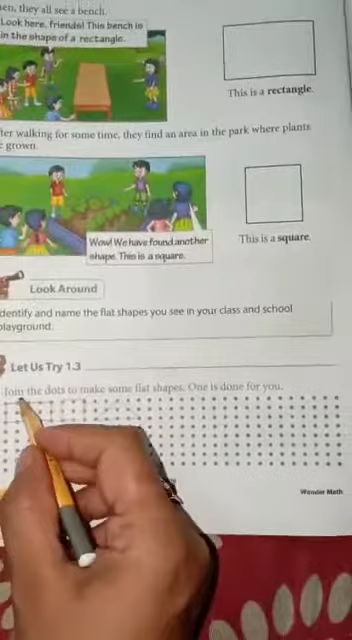 they all see a bench.
Look here, friends! This bench is
in the shape of a rectangle.
This is a rectangle.
walking for some time, they find an area in the park where plants
grown.
Wow! We have found another
shape. This is a square.
This is a square.
Look Around
dentify and name the flat shapes you see in your class and school
playground.
Let Us Try 1.3
Join the dots to make some flat shapes. One is done for you.
Wonder Math